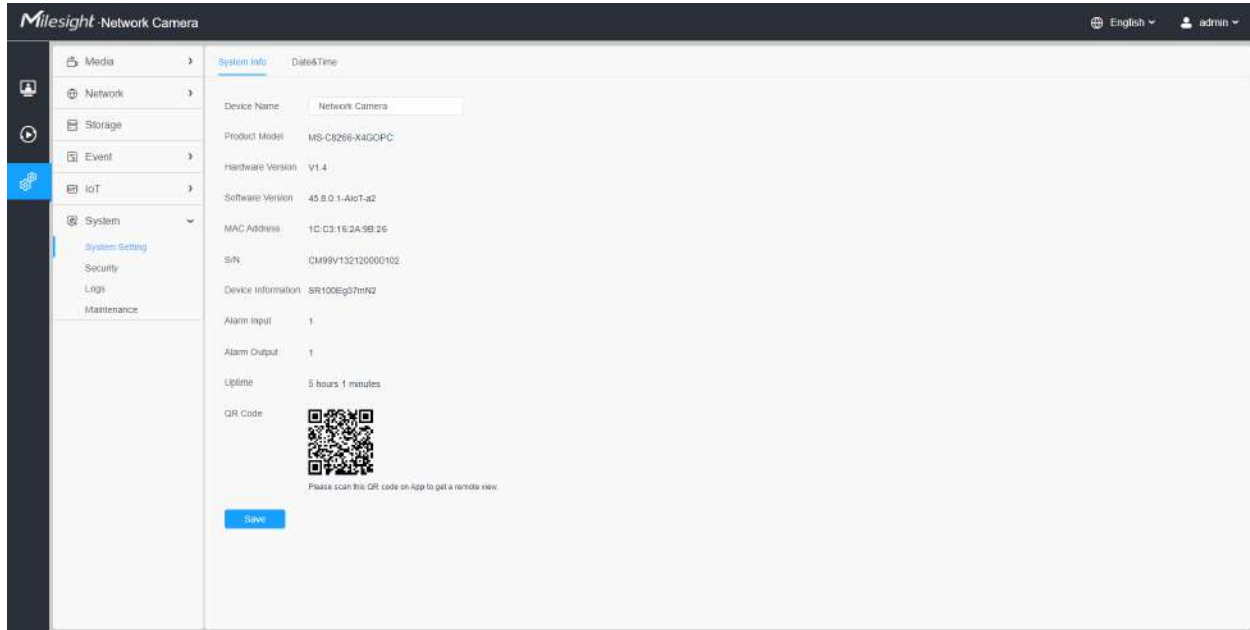 Milesight Network Camera
English
admin
Media
Network
Storage
Event
IoT
System
System Setting
Security
Logs
Maintenance
System Info Date&Time
Device Name Network Camera
Product Model MS-C8266-X4GOPC
Hardware Version V1.4
Software Version 45.8.0.1-AIoT-a2
MAC Address 1C:C3:16:2A:9B:26
S/N CM99V132120000102
Device Information SR100Eg37mN2
Alarm Input 1
Alarm Output 1
Uptime 5 hours 1 minutes
QR Code
Please scan this QR code on App to get a remote view.
Save